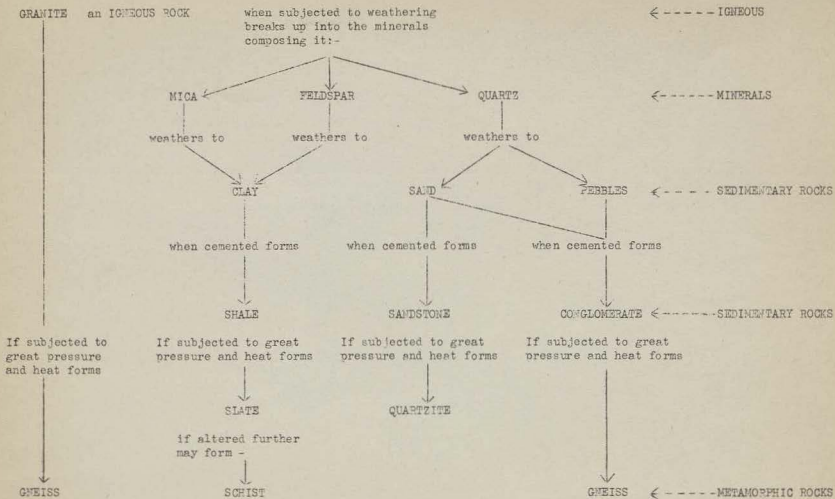 GRANITE an IGNEOUS ROCK
when subjected to weathering
breaks up into the minerals
composing it:-
IGNEOUS
MICA
FELDSPAR
QUARTZ
MINERALS
weathers to
weathers to
weathers to
CLAY
SAND
PEBBLES
SEDIMENTARY ROCKS
when cemented forms
when cemented forms
when cemented forms
SHALE
SANDSTONE
CONGLOMERATE
SEDIMENTARY ROCKS
If subjected to
great pressure
and heat forms
If subjected to great
pressure and heat forms
If subjected to great
pressure and heat forms
If subjected to great
pressure and heat forms
SLATE
QUARTZITE
if altered further
may form -
GNEISS
SCHIST
GNEISS
METAMORPHIC ROCKS